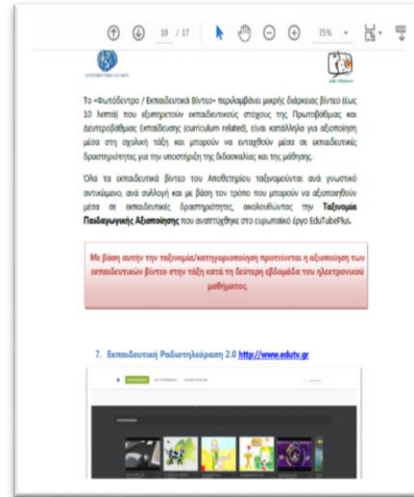 10 / 17
75%
Το «Φωτόδεντρο / Εκπαιδευτικά Βίντεο» περιλαμβάνει μικρής διάρκειας βίντεο (έως
10 λεπτά) που εξυπηρετούν εκπαιδευτικούς στόχους της Πρωτοβάθμιας και
Δευτεροβάθμιας Εκπαίδευσης (curriculum related), είναι κατάλληλα για αξιοποίηση
μέσα στη σχολική τάξη και μπορούν να ενταχθούν μέσα σε εκπαιδευτικές
δραστηριότητες για την υποστήριξη της διδασκαλίας και της μάθησης.
Όλα τα εκπαιδευτικά βίντεο του Αποθετηρίου ταξινομούνται ανά γνωστικό
αντικείμενο, ανά συλλογή και με βάση τον τρόπο που μπορούν να αξιοποιηθούν
μέσα σε εκπαιδευτικές δραστηριότητες, ακολουθώντας την Ταξινομία
Παιδαγωγικής Αξιοποίησης που αναπτύχθηκε στο ευρωπαϊκό έργο EduTubePlus.
Με βάση αυτήν την ταξινομία/κατηγοριοποίηση προτείνεται η αξιοποίηση των
εκπαιδευτικών βίντεο στην τάξη κατά τη δεύτερη εβδομάδα του ηλεκτρονικού
μαθήματος.
7. Εκπαιδευτική Ραδιοτηλεόραση 2.0 http://www.edutv.gr